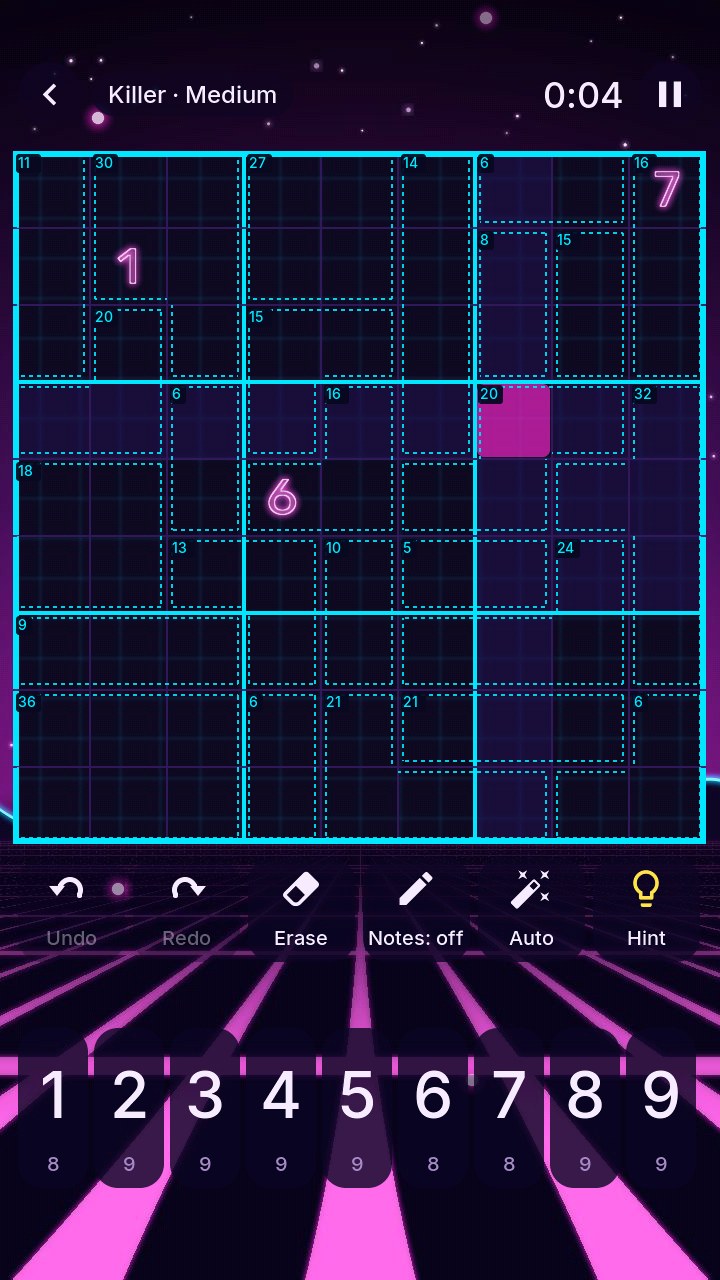 Killer · Medium 0:04
11 30 27 14 6 16
7
1 8 15
20 15
6 16 20 32
18
6
13 10 5 24
9
36 6 21 21 6
Undo Redo Erase Notes: off Auto Hint
1 2 3 4 5 6 7 8 9
8 9 9 9 9 8 8 9 9